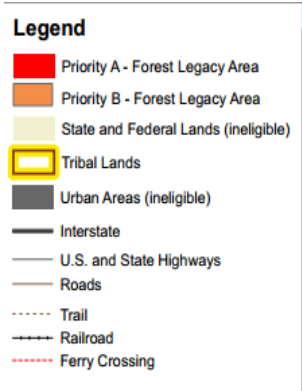 Legend
Priority A - Forest Legacy Area
Priority B - Forest Legacy Area
State and Federal Lands (ineligible)
Tribal Lands
Urban Areas (ineligible)
Interstate
U.S. and State Highways
Roads
Trail
Railroad
Ferry Crossing